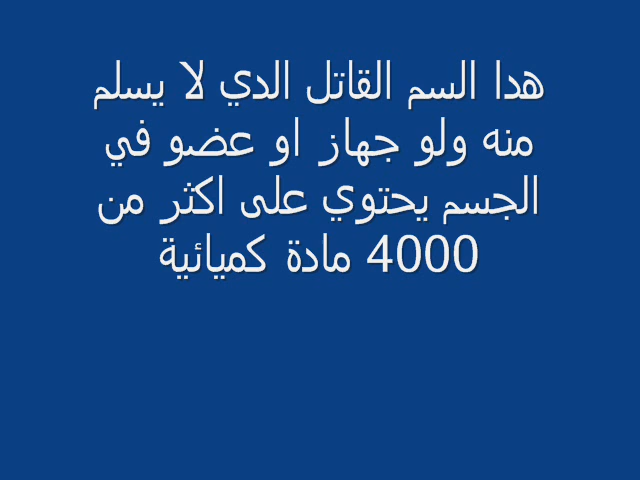 هدا السم القاتل الدي لا يسلم
منه ولو جهاز او عضو في
الجسم يحتوي على اكثر من
4000 مادة كميائية